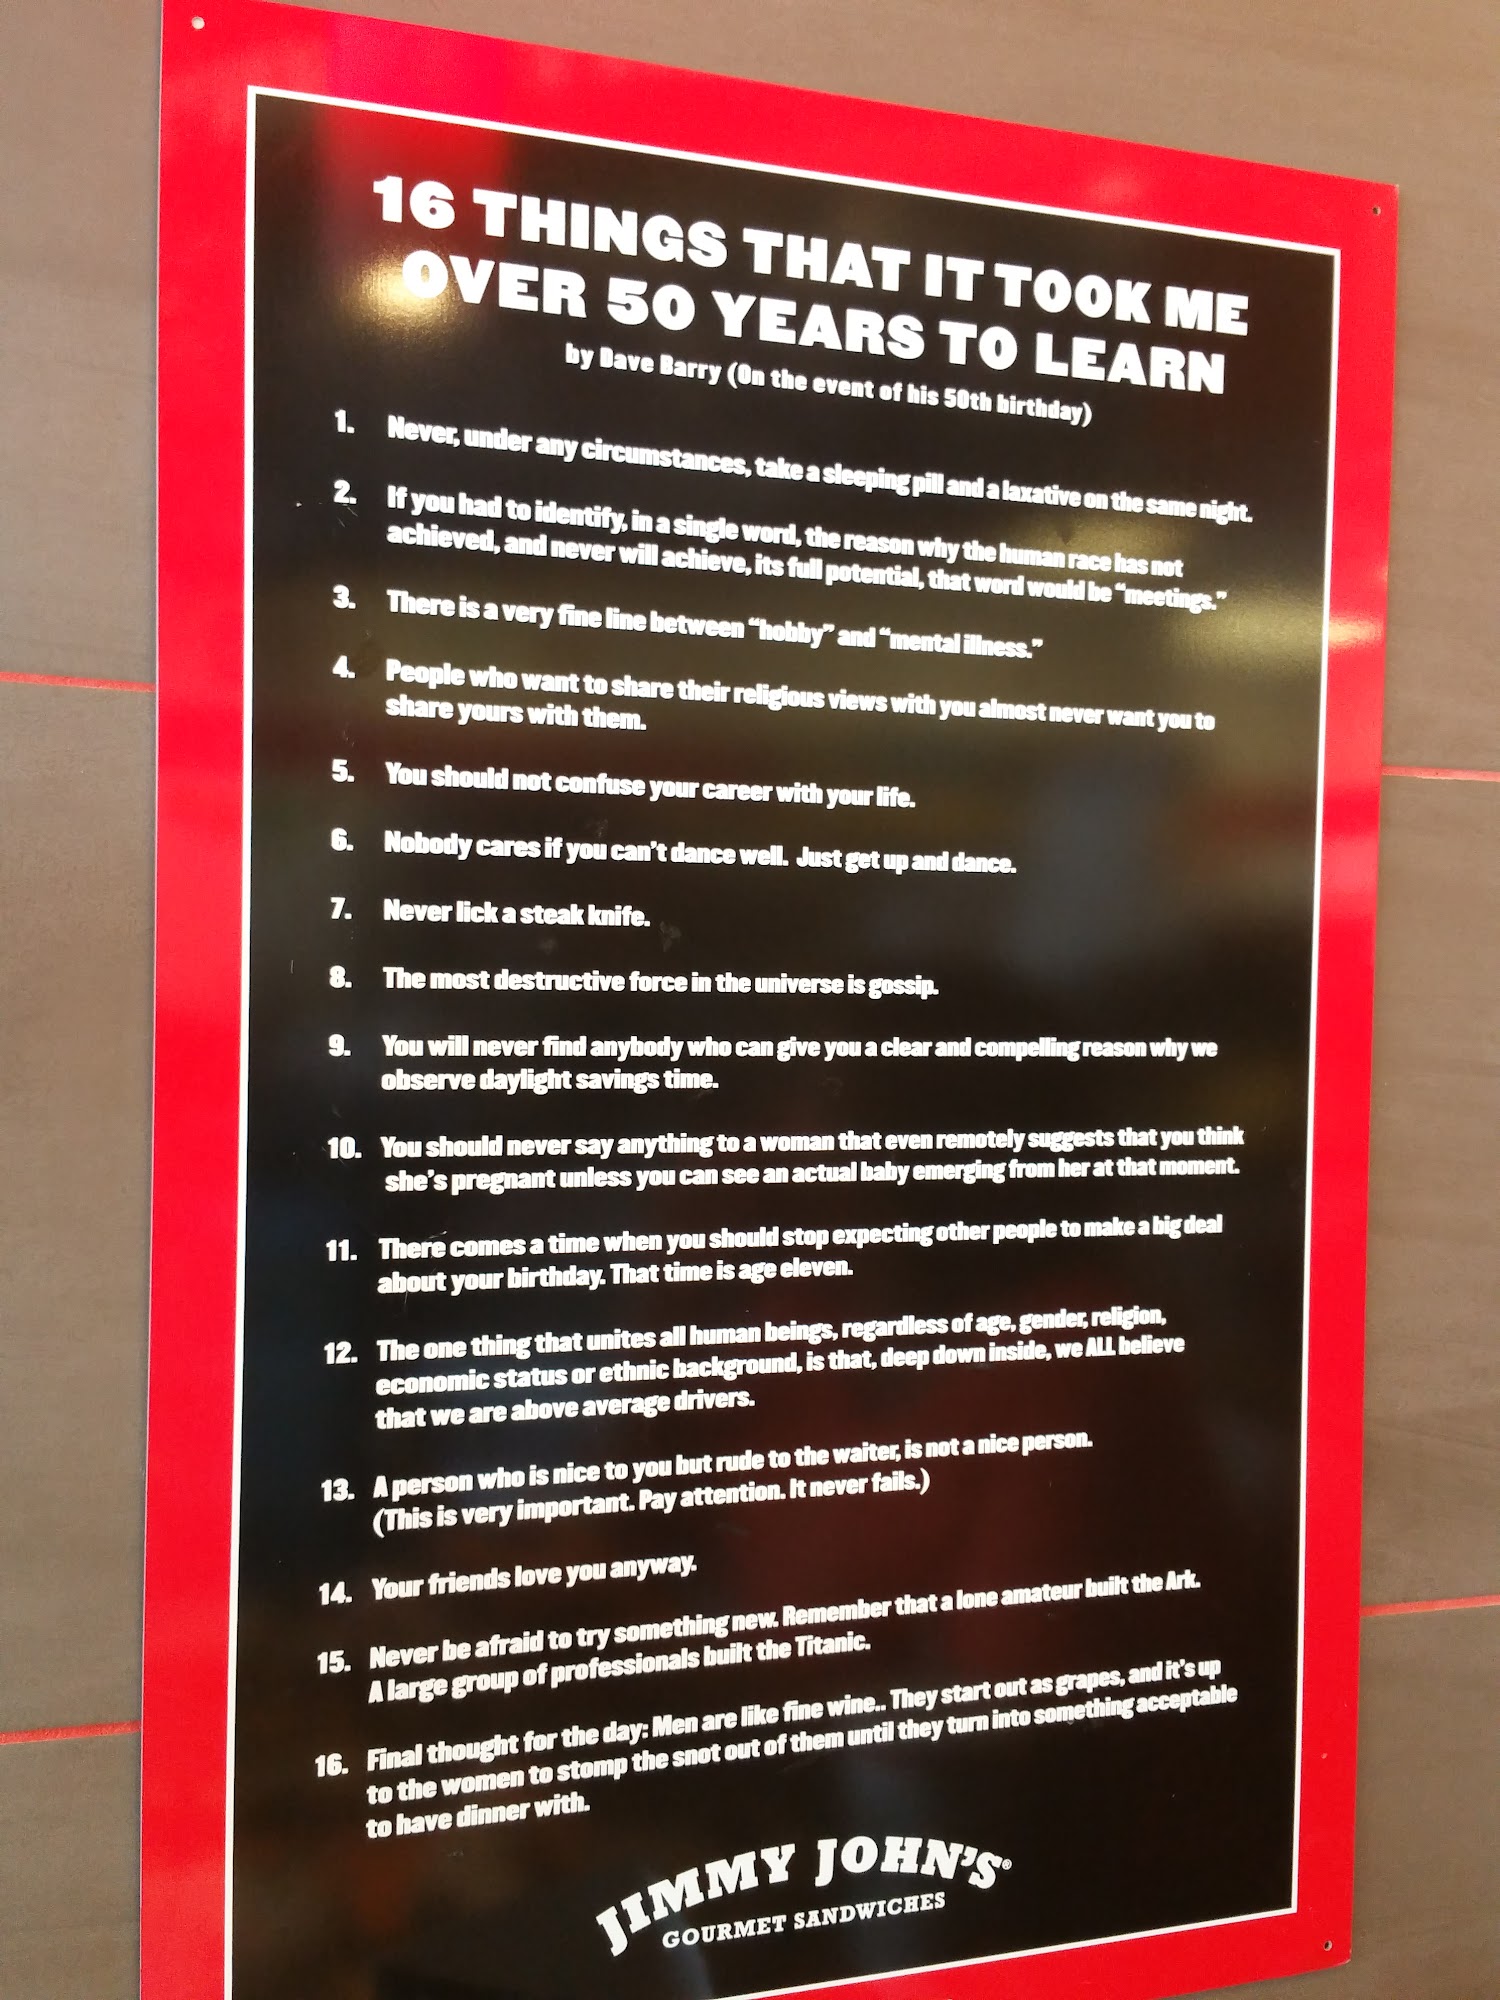 16 THINGS THAT IT TOOK ME
OVER 50 YEARS TO LEARN
by Dave Barry (On the event of his 50th birthday)
1. Never, under any circumstances, take a sleeping pill and a laxative on the same night.
2. If you had to identify, in a single word, the reason why the human race has not
achieved, and never will achieve, its full potential, that word would be “meetings.”
3. There is a very fine line between “hobby” and “mental illness.”
4. People who want to share their religious views with you almost never want you to
share yours with them.
5. You should not confuse your career with your life.
6. Nobody cares if you can’t dance well. Just get up and dance.
7. Never lick a steak knife.
8. The most destructive force in the universe is gossip.
9. You will never find anybody who can give you a clear and compelling reason why we
observe daylight savings time.
10. You should never say anything to a woman that even remotely suggests that you think
she’s pregnant unless you can see an actual baby emerging from her at that moment.
11. There comes a time when you should stop expecting other people to make a big deal
about your birthday. That time is age eleven.
12. The one thing that unites all human beings, regardless of age, gender, religion,
economic status or ethnic background, is that, deep down inside, we ALL believe
that we are above average drivers.
13. A person who is nice to you but rude to the waiter, is not a nice person.
(This is very important. Pay attention. It never fails.)
14. Your friends love you anyway.
15. Never be afraid to try something new. Remember that a lone amateur built the Ark.
A large group of professionals built the Titanic.
16. Final thought for the day: Men are like fine wine.. They start out as grapes, and it’s up
to the women to stomp the snot out of them until they turn into something acceptable
to have dinner with.
JIMMY JOHN’S®
GOURMET SANDWICHES